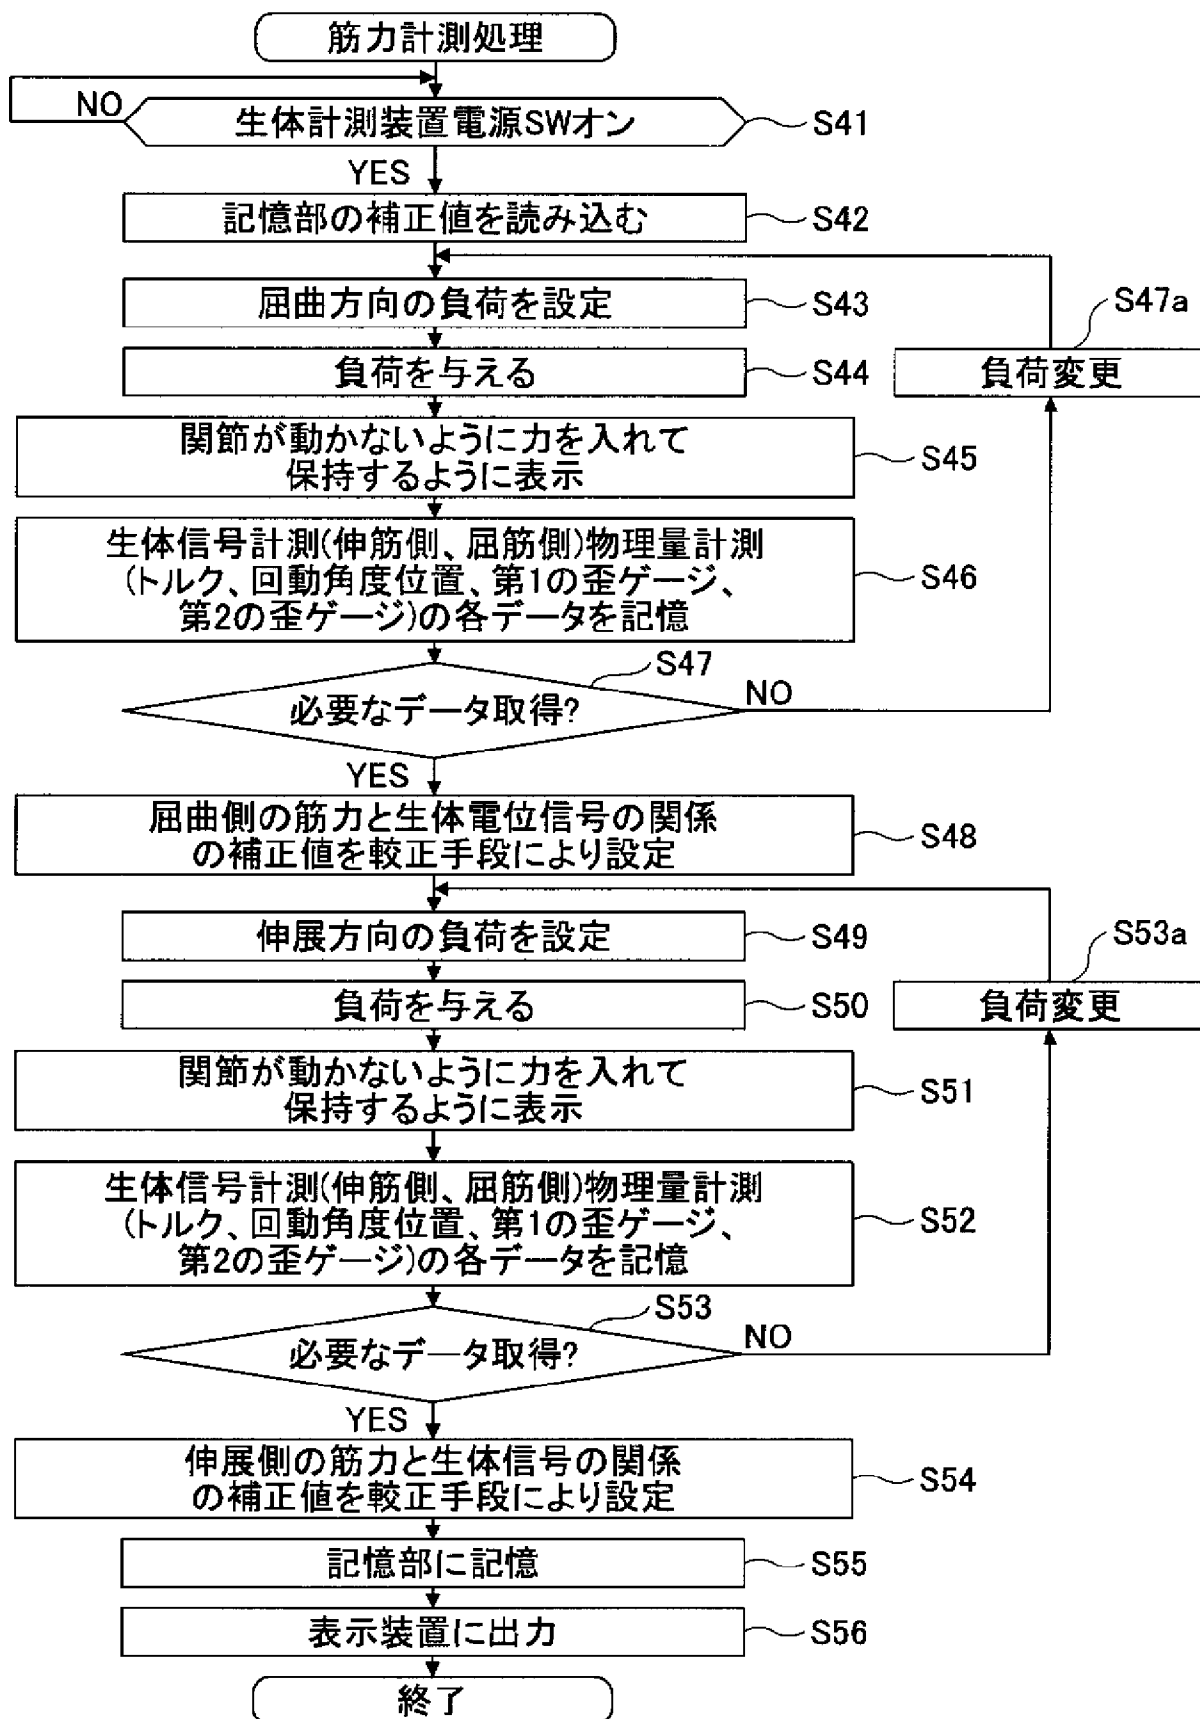 筋力計測処理
NO
生体計測装置電源SWオン
S41
YES
記憶部の補正値を読み込む
S42
屈曲方向の負荷を設定
S43
S47a
負荷を与える
S44
負荷変更
関節が動かないように力を入れて
保持するように表示
S45
生体信号計測(伸筋側、屈筋側)物理量計測
(トルク、回動角度位置、第1の歪ゲージ、
第2の歪ゲージ)の各データを記憶
S46
S47
必要なデータ取得?
NO
YES
屈曲側の筋力と生体電位信号の関係
の補正値を較正手段により設定
S48
伸展方向の負荷を設定
S49
S53a
負荷を与える
S50
負荷変更
関節が動かないように力を入れて
保持するように表示
S51
生体信号計測(伸筋側、屈筋側)物理量計測
(トルク、回動角度位置、第1の歪ゲージ、
第2の歪ゲージ)の各データを記憶
S52
S53
必要なデータ取得?
NO
YES
伸展側の筋力と生体信号の関係
の補正値を較正手段により設定
S54
記憶部に記憶
S55
表示装置に出力
S56
終了